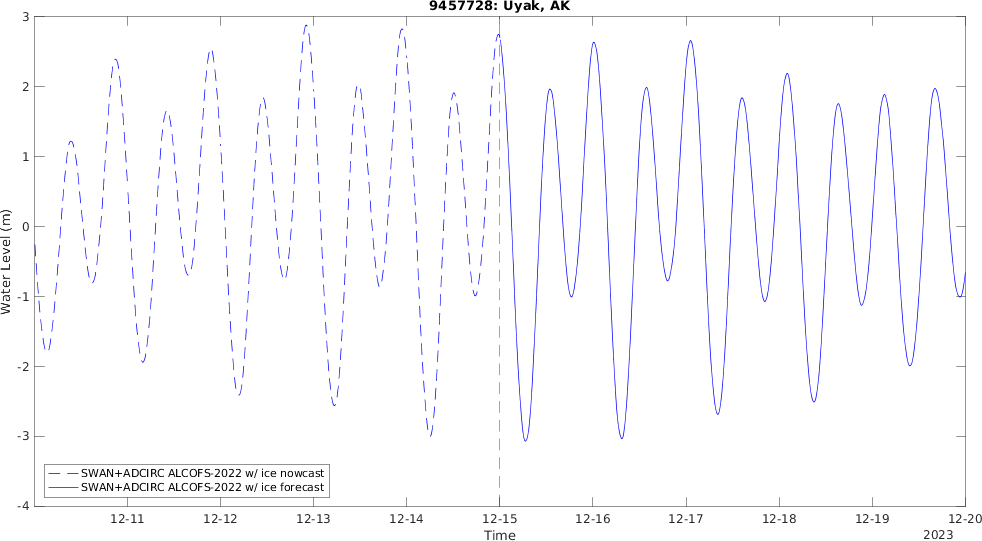 9457728: Uyak, AK
Water Level (m)
3
2
1
0
-1
-2
-3
-4
SWAN+ADCIRC ALCOFS-2022 w/ ice nowcast
SWAN+ADCIRC ALCOFS-2022 w/ ice forecast
12-11 12-12 12-13 12-14 12-15 12-16 12-17 12-18 12-19 12-20
Time
2023